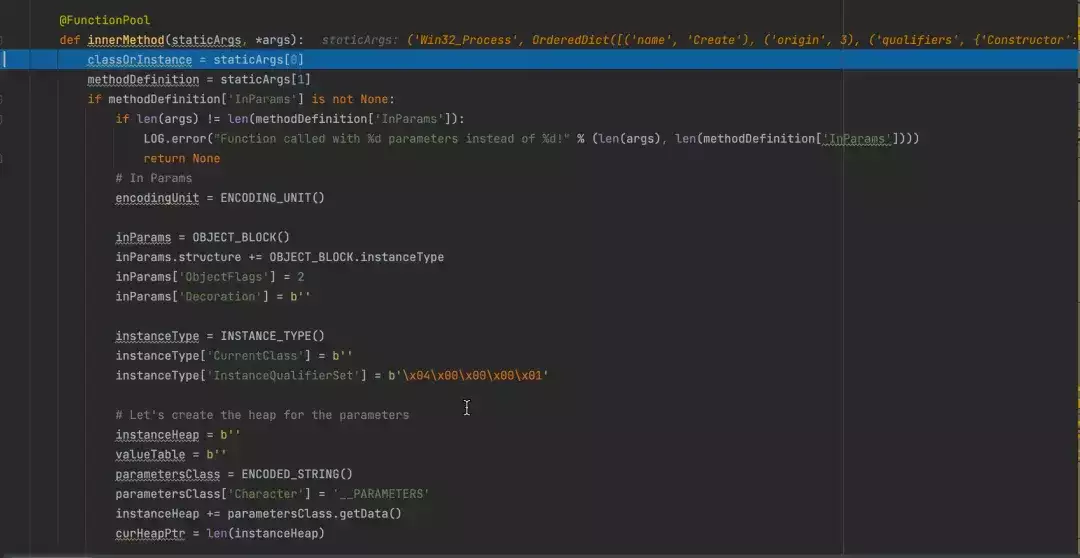 @FunctionPool
def innerMethod(staticArgs, *args):   staticArgs: ('Win32_Process', OrderedDict([('name', 'Create'), ('origin', 3), ('qualifiers', {'Constructor':
classOrInstance = staticArgs[0]
methodDefinition = staticArgs[1]
if methodDefinition['InParams'] is not None:
if len(args) != len(methodDefinition['InParams']):
LOG.error("Function called with %d parameters instead of %d!" % (len(args), len(methodDefinition['InParams'])))
return None
# In Params
encodingUnit = ENCODING_UNIT()
inParams = OBJECT_BLOCK()
inParams.structure += OBJECT_BLOCK.instanceType
inParams['ObjectFlags'] = 2
inParams['Decoration'] = b''
instanceType = INSTANCE_TYPE()
instanceType['CurrentClass'] = b''
instanceType['InstanceQualifierSet'] = b'\x04\x00\x00\x00\x01'
# Let's create the heap for the parameters
instanceHeap = b''
valueTable = b''
parametersClass = ENCODED_STRING()
parametersClass['Character'] = '__PARAMETERS'
instanceHeap += parametersClass.getData()
curHeapPtr = len(instanceHeap)